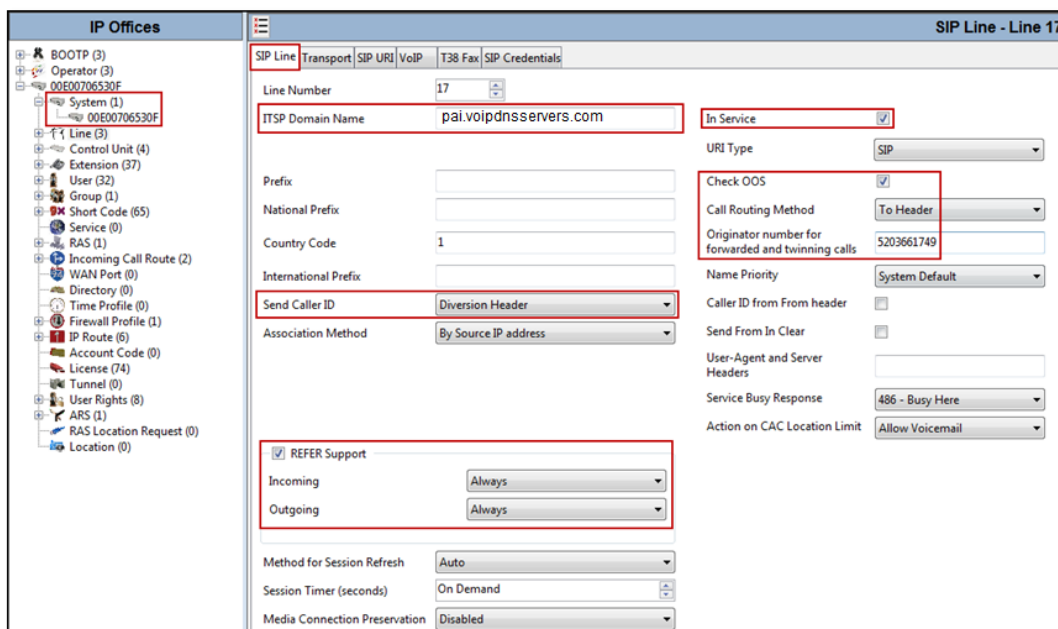 IP Offices
BOOTP (3)
Operator (3)
00E00706530F
System (1)
00E00706530F
Line (3)
Control Unit (4)
Extension (37)
User (32)
Group (1)
Short Code (65)
Service (0)
RAS (1)
Incoming Call Route (2)
WAN Port (0)
Directory (0)
Time Profile (0)
Firewall Profile (1)
IP Route (6)
Account Code (0)
License (74)
Tunnel (0)
User Rights (8)
ARS (1)
RAS Location Request (0)
Location (0)
SIP Line - Line 17
SIP Line Transport SIP URI VoIP T38 Fax SIP Credentials
Line Number 17
ITSP Domain Name pai.voipdnsservers.com
Prefix
National Prefix
Country Code 1
International Prefix
Send Caller ID Diversion Header
Association Method By Source IP address
REFER Support
Incoming Always
Outgoing Always
Method for Session Refresh Auto
Session Timer (seconds) On Demand
Media Connection Preservation Disabled
In Service
URI Type SIP
Check OOS
Call Routing Method To Header
Originator number for
forwarded and twinning calls 5203661749
Name Priority System Default
Caller ID from From header
Send From In Clear
User-Agent and Server
Headers
Service Busy Response 486 - Busy Here
Action on CAC Location Limit Allow Voicemail